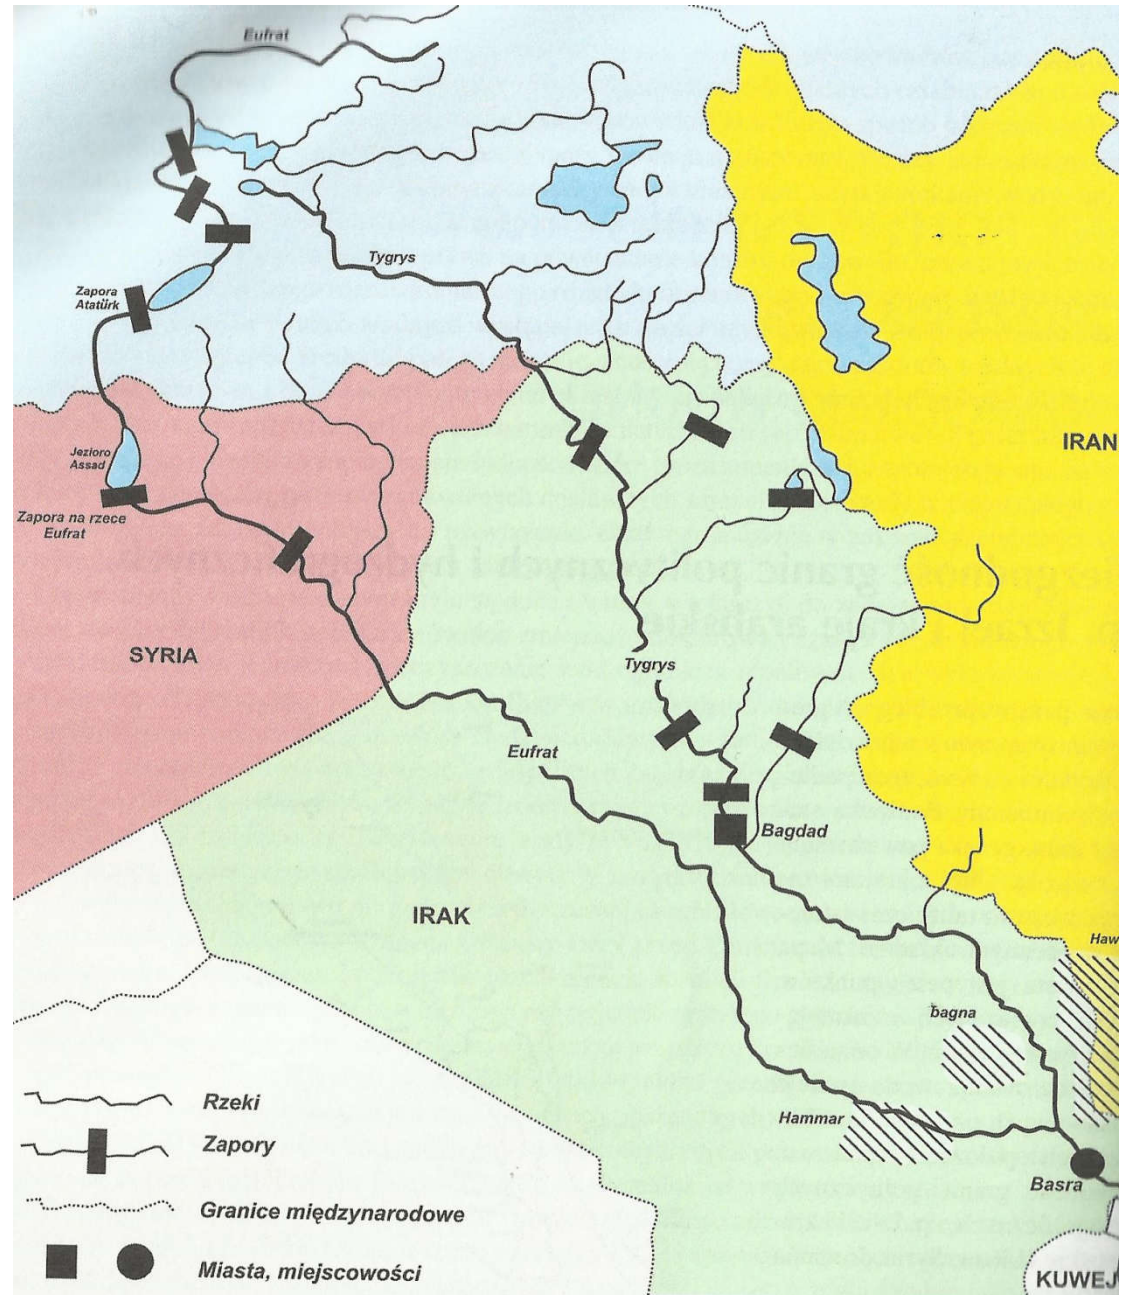 Eufrat
Tygrys
Zapora
Atatürk
IRAN
Jezioro
Assad
Zapora na rzece
Eufrat
SYRIA
Tygrys
Eufrat
Bagdad
IRAK
Haw
bagna
Hammar
Basra
Rzeki
Zapory
Granice międzynarodowe
Miasta, miejscowości
KUWEJ